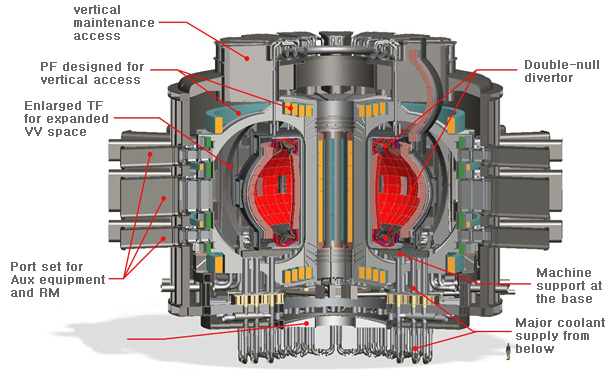 vertical
maintenance
access
PF designed for
vertical access
Enlarged TF
for expanded
VV space
Double-null
divertor
Port set for
Aux equipment
and RM
Machine
support at
the base
Major coolant
supply from
below